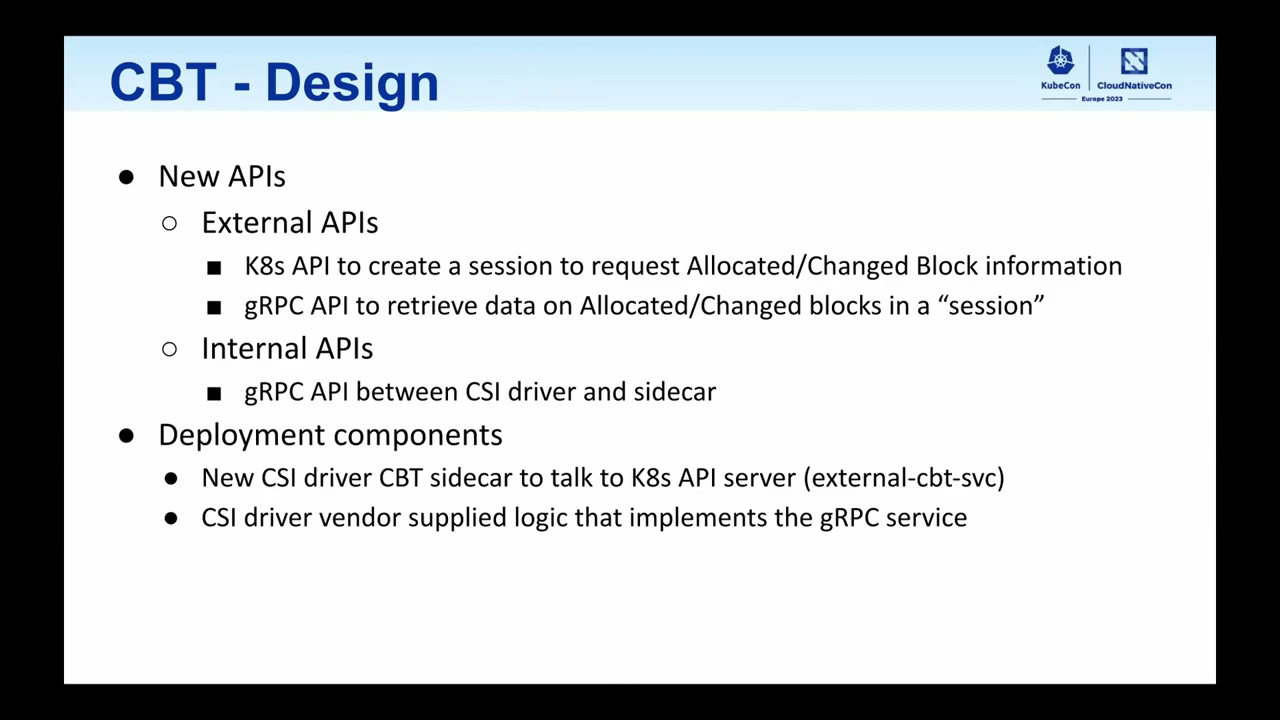 CBT - Design
KubeCon
CloudNativeCon
Europe 2023
● New APIs
○ External APIs
■ K8s API to create a session to request Allocated/Changed Block information
■ gRPC API to retrieve data on Allocated/Changed blocks in a “session”
○ Internal APIs
■ gRPC API between CSI driver and sidecar
● Deployment components
● New CSI driver CBT sidecar to talk to K8s API server (external-cbt-svc)
● CSI driver vendor supplied logic that implements the gRPC service